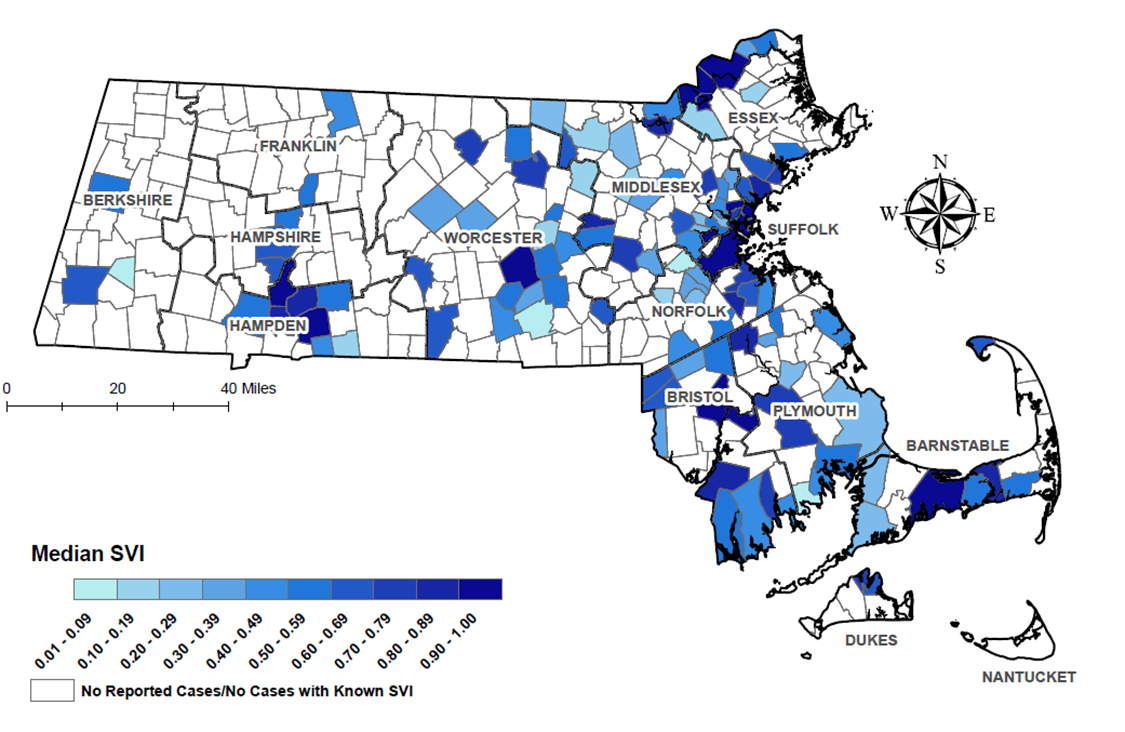 ESSEX
FRANKLIN
N
MIDDLESEX
BERKSHIRE
W E
SUFFOLK
HAMPSHIRE
WORCESTER
S
NORFOLK
HAMPDEN
0 20 40 Miles
BRISTOL
PLYMOUTH
BARNSTABLE
Median SVI
0.01 - 0.09
0.10 - 0.19
0.20 - 0.29
0.30 - 0.39
0.40 - 0.49
0.50 - 0.59
0.60 - 0.69
0.70 - 0.79
0.80 - 0.89
0.90 - 1.00
DUKES
NANTUCKET
No Reported Cases/No Cases with Known SVI